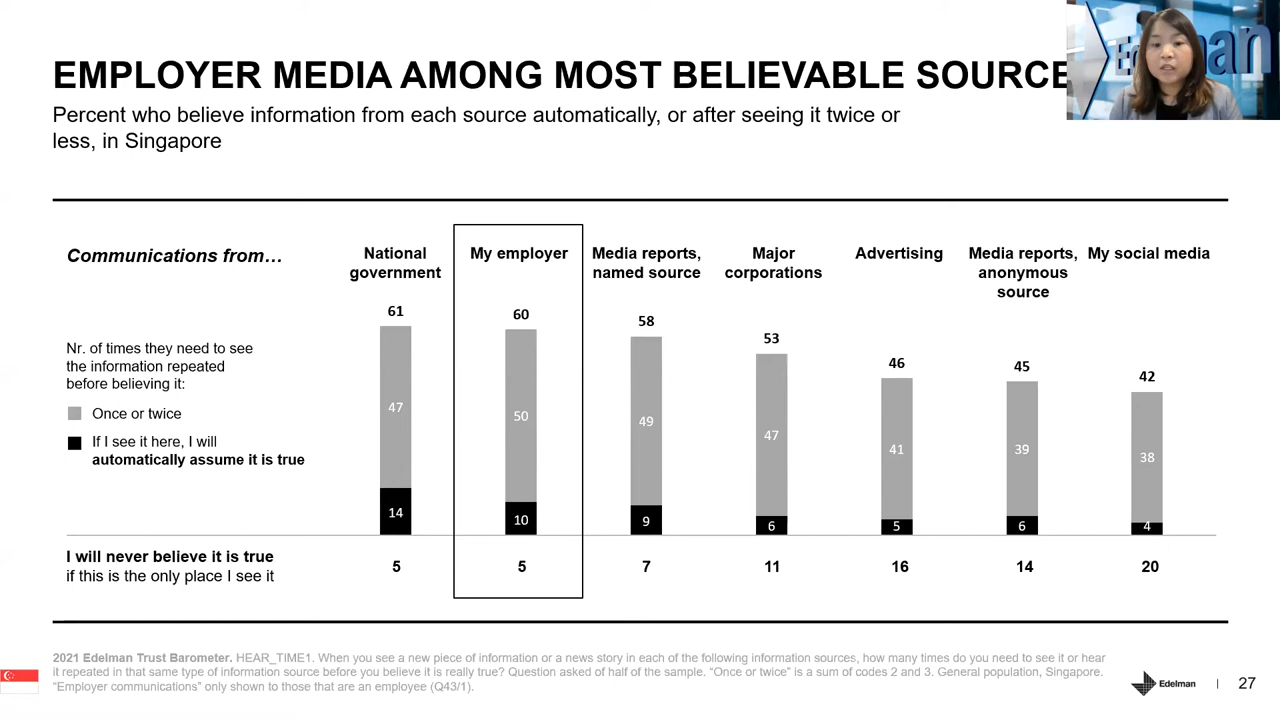 EMPLOYER MEDIA AMONG MOST BELIEVABLE SOURCE
Percent who believe information from each source automatically, or after seeing it twice or
less, in Singapore
Communications from…
National
government
My employer
Media reports,
named source
Major
corporations
Advertising
Media reports,
anonymous
source
My social media
61
60
58
53
46
45
42
Nr. of times they need to see
the information repeated
before believing it:
Once or twice
If I see it here, I will
automatically assume it is true
47
50
49
47
41
39
38
14
10
9
6
5
6
4
I will never believe it is true
if this is the only place I see it
5
5
7
11
16
14
20
2021 Edelman Trust Barometer. HEAR_TIME1. When you see a new piece of information or a news story in each of the following information sources, how many times do you need to see it or hear
it repeated in that same type of information source before you believe it is really true? Question asked of half of the sample. “Once or twice” is a sum of codes 2 and 3. General population, Singapore.
“Employer communications” only shown to those that are an employee (Q43/1).
Edelman
27